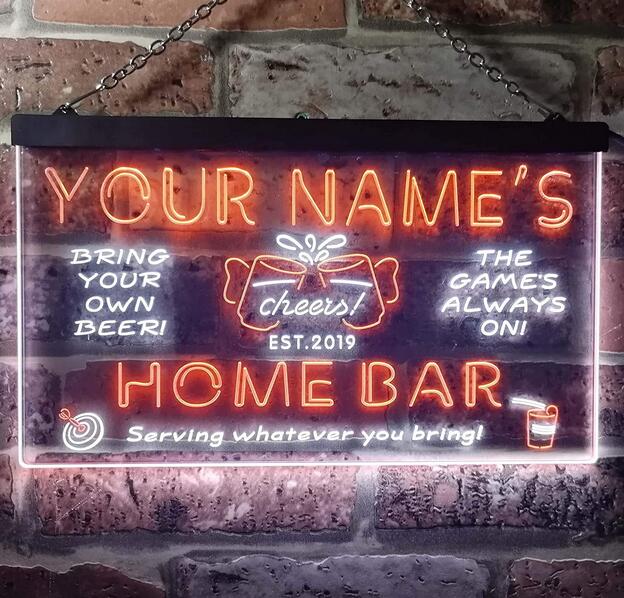 YOUR NAME'S
BRING
YOUR
OWN
BEER!
cheers!
EST.2019
THE
GAME'S
ALWAYS
ON!
HOME BAR
Serving whatever you bring!